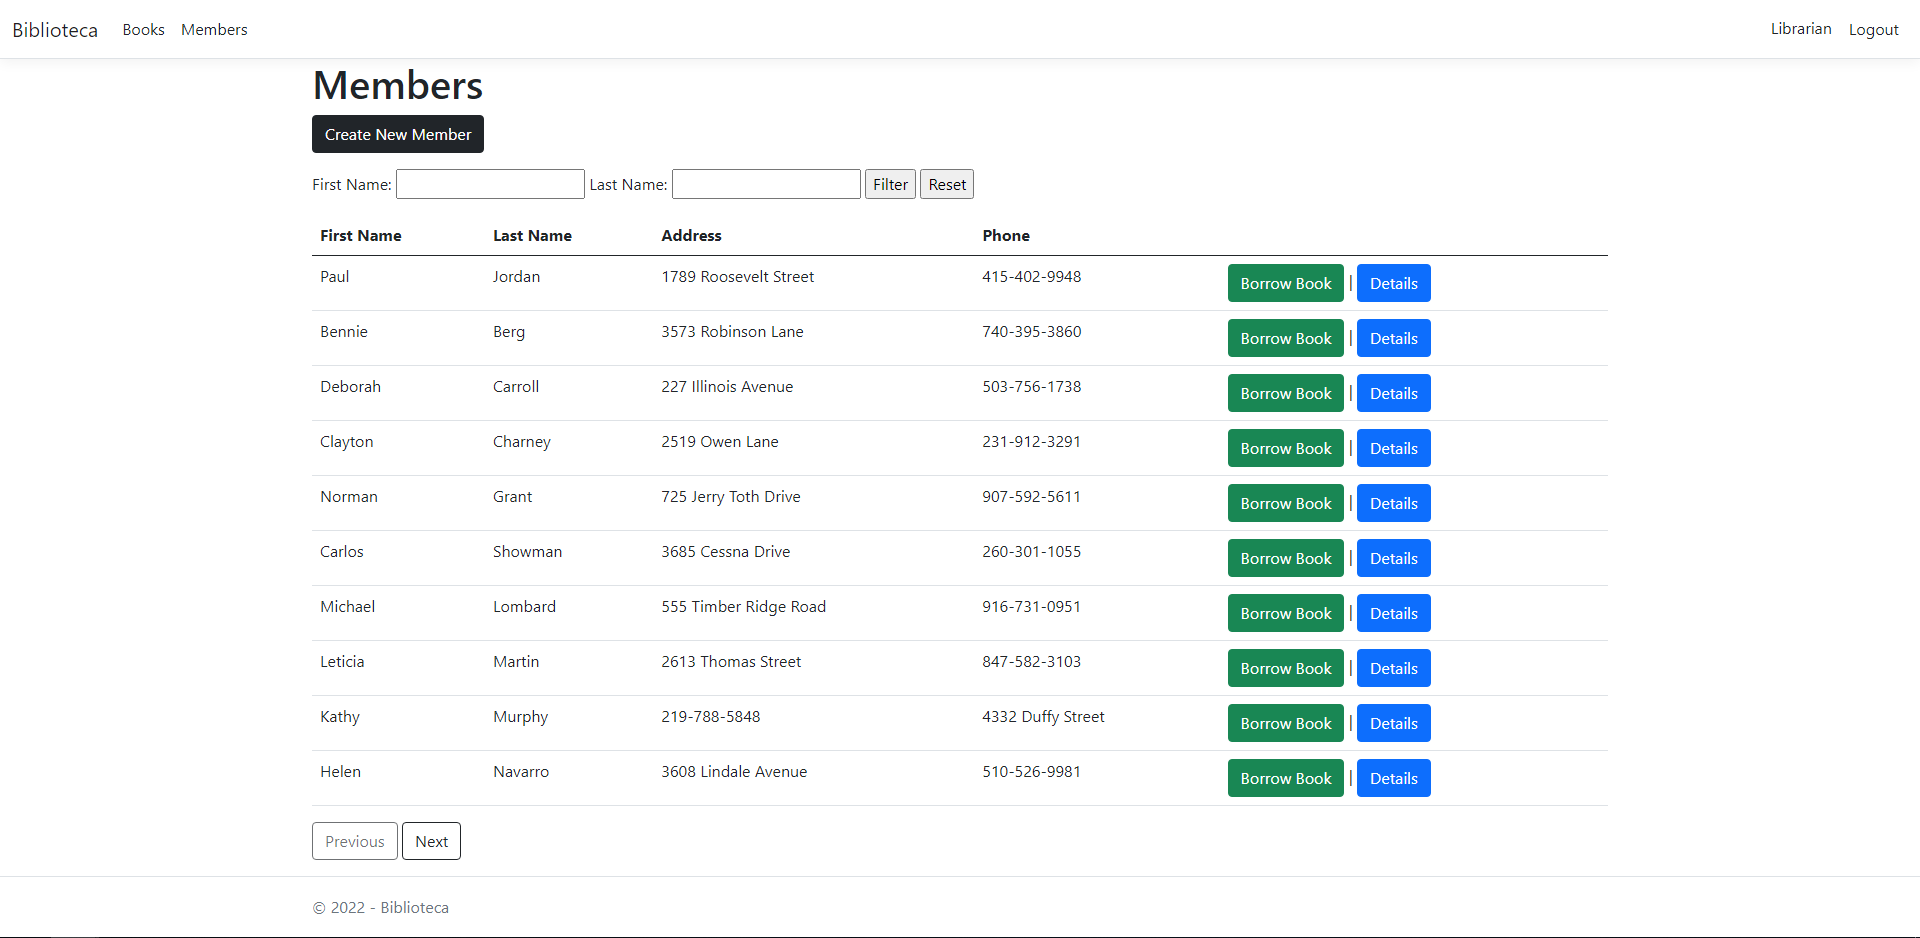 Biblioteca Books Members Librarian Logout
Members
Create New Member
First Name: Last Name: Filter Reset
First Name Last Name Address Phone
Paul Jordan 1789 Roosevelt Street 415-402-9948 Borrow Book | Details
Bennie Berg 3573 Robinson Lane 740-395-3860 Borrow Book | Details
Deborah Carroll 227 Illinois Avenue 503-756-1738 Borrow Book | Details
Clayton Charney 2519 Owen Lane 231-912-3291 Borrow Book | Details
Norman Grant 725 Jerry Toth Drive 907-592-5611 Borrow Book | Details
Carlos Showman 3685 Cessna Drive 260-301-1055 Borrow Book | Details
Michael Lombard 555 Timber Ridge Road 916-731-0951 Borrow Book | Details
Leticia Martin 2613 Thomas Street 847-582-3103 Borrow Book | Details
Kathy Murphy 219-788-5848 4332 Duffy Street Borrow Book | Details
Helen Navarro 3608 Lindale Avenue 510-526-9981 Borrow Book | Details
Previous Next
© 2022 - Biblioteca